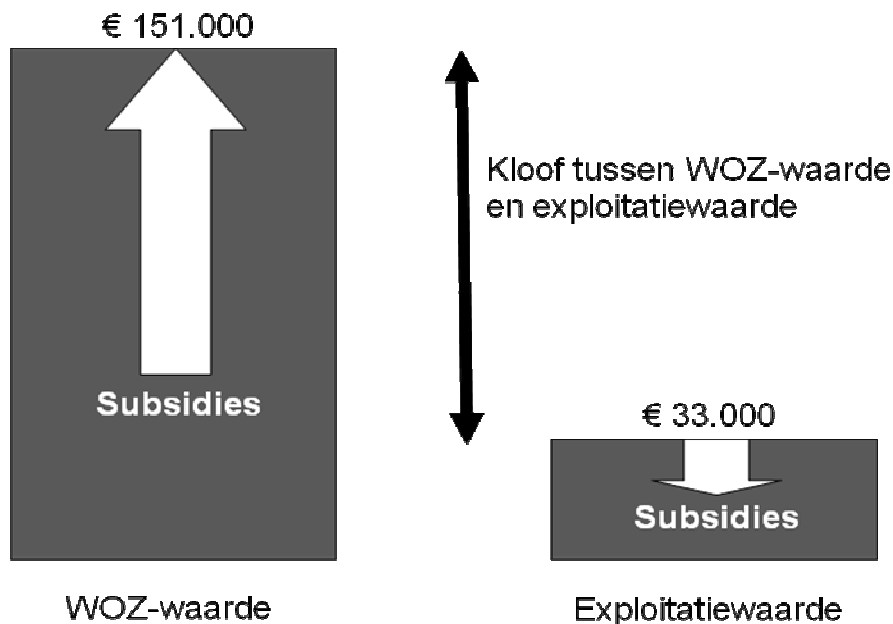 € 151.000
Kloof tussen WOZ-waarde
en exploitatiewaarde
Subsidies
€ 33.000
Subsidies
WOZ-waarde
Exploitatiewaarde